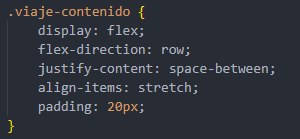 .viaje-contenido {
    display: flex;
    flex-direction: row;
    justify-content: space-between;
    align-items: stretch;
    padding: 20px;
}